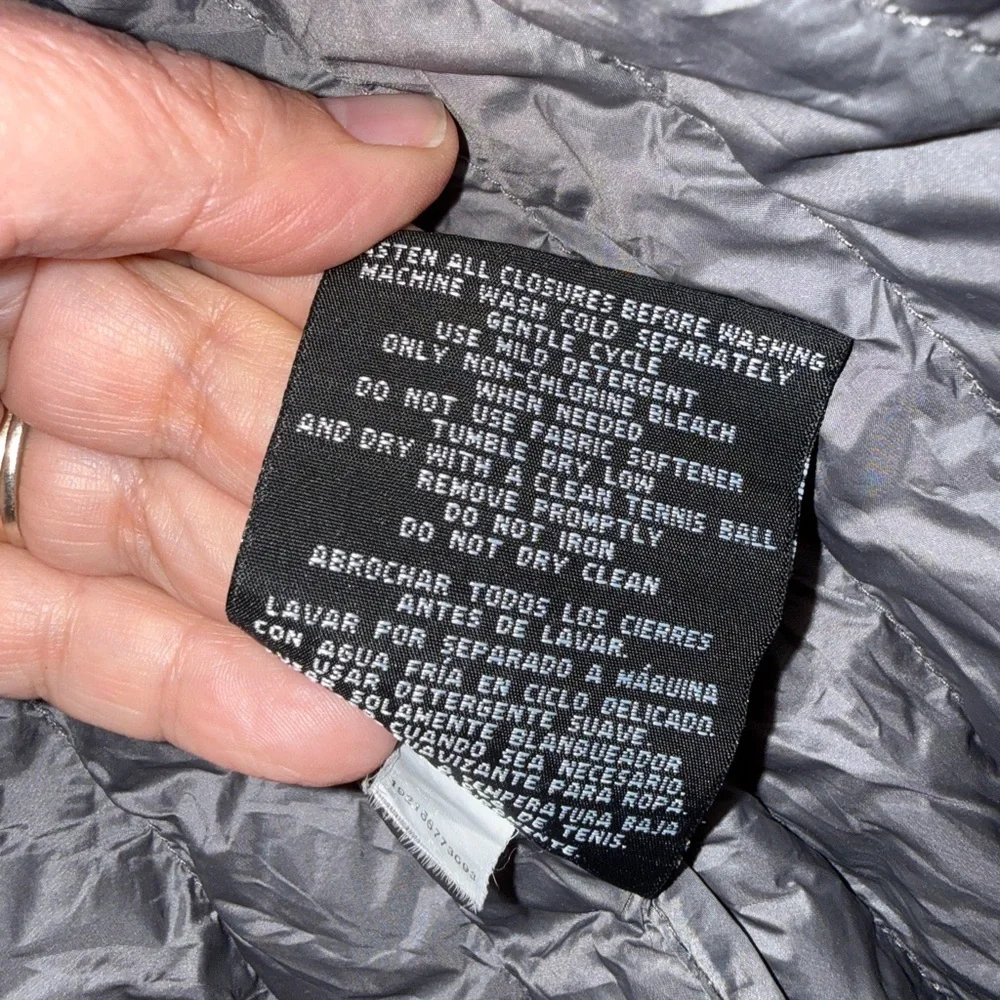 ASTEN ALL CLOSURES BEFORE WASHING
MACHINE WASH COLD SEPARATELY
GENTLE CYCLE
USE MILD DETERGENT
ONLY NON-CHLORINE BLEACH
WHEN NEEDED
DO NOT USE FABRIC SOFTENER
TUMBLE DRY LOW
AND DRY WITH A CLEAN TENNIS BALL
REMOVE PROMPTLY
DO NOT IRON
DO NOT DRY CLEAN
ABROCHAR TODOS LOS CIERRES
ANTES DE LAVAR.
LAVAR POR SEPARADO A MÁQUINA
CON AGUA FRÍA EN CICLO DELICADO.
USAR DETERGENTE SUAVE
SOLAMENTE BLANQUEADOR
CUANDO SEA NECESARIO.
SUAVIZANTE PARA ROPA.
TEMPERATURA BAJA
DE TENIS.